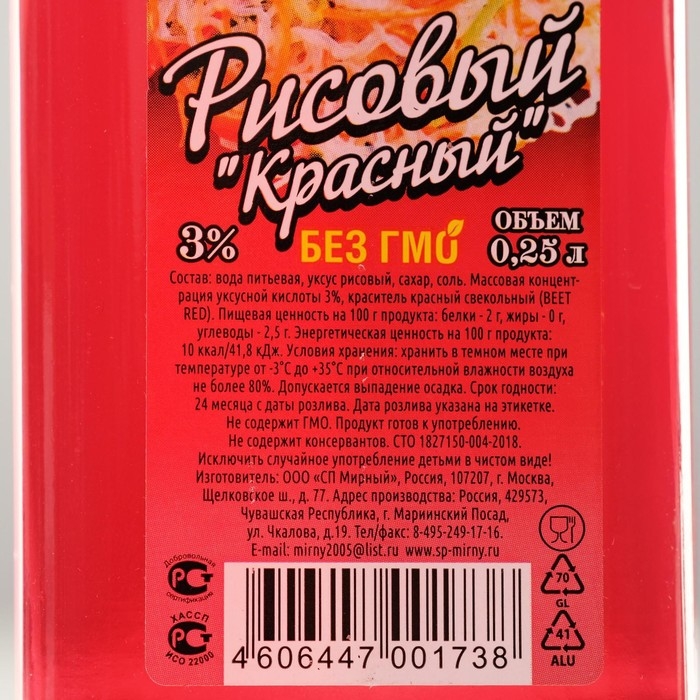 Рисовый
"Красный"
3%
БЕЗ ГМО
ОБЪЕМ
0,25 л
Состав: вода питьевая, уксус рисовый, сахар, соль. Массовая концент-
рация уксусной кислоты 3%, краситель красный свекольный (BEET
RED). Пищевая ценность на 100 г продукта: белки - 2 г, жиры - 0 г,
углеводы - 2,5 г. Энергетическая ценность на 100 г продукта:
10 ккал/41,8 кДж. Условия хранения: хранить в темном месте при
температуре от -3°С до +35°С при относительной влажности воздуха
не более 80%. Допускается выпадение осадка. Срок годности:
24 месяца с даты розлива. Дата розлива указана на этикетке.
Не содержит ГМО. Продукт готов к употреблению.
Не содержит консервантов. СТО 1827150-004-2018.
Исключить случайное употребление детьми в чистом виде!
Изготовитель: ООО «СП Мирный», Россия, 107207, г. Москва,
Щелковское ш., д. 77. Адрес производства: Россия, 429573,
Чувашская Республика, г. Мариинский Посад,
ул. Чкалова, д.19. Тел/факс: 8-495-249-17-16.
E-mail: mirny2005@list.ru www.sp-mirny.ru
Добровольная
РСТ
сертификация
ХАССП
РСТ
ИСО 22000
4 606447 001738
70
GL
41
ALU